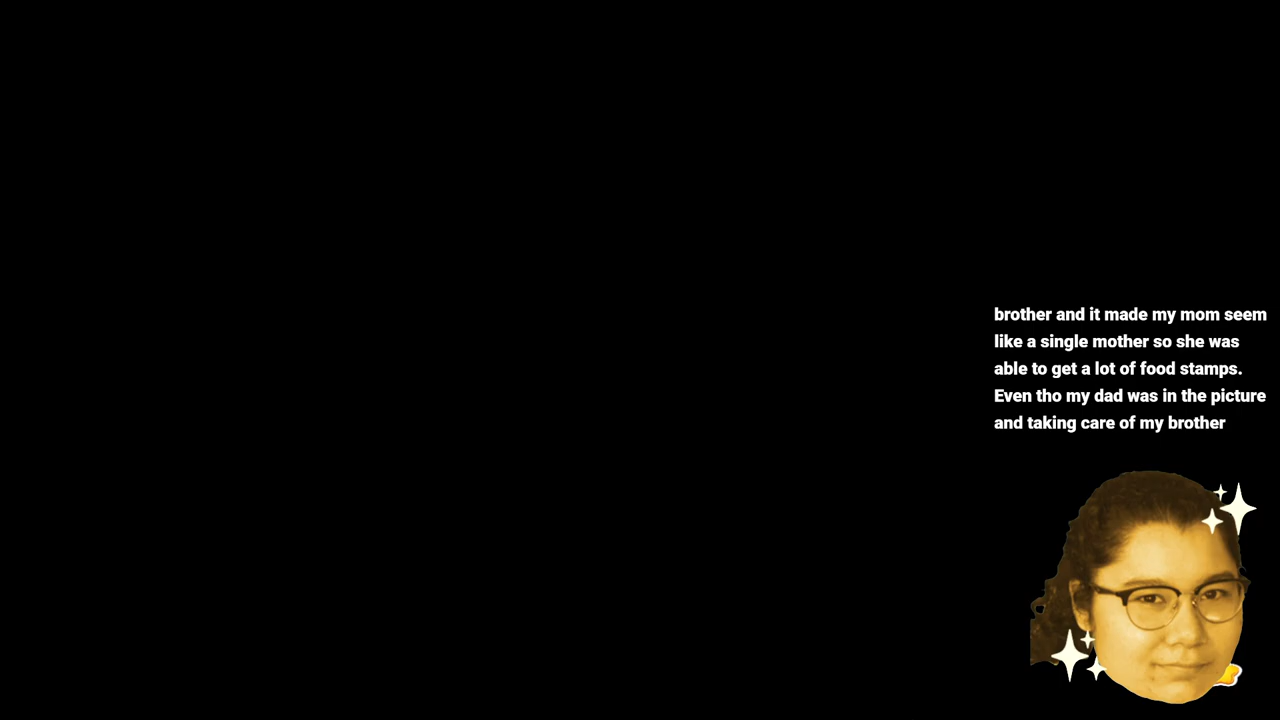 brother and it made my mom seem
like a single mother so she was
able to get a lot of food stamps.
Even tho my dad was in the picture
and taking care of my brother